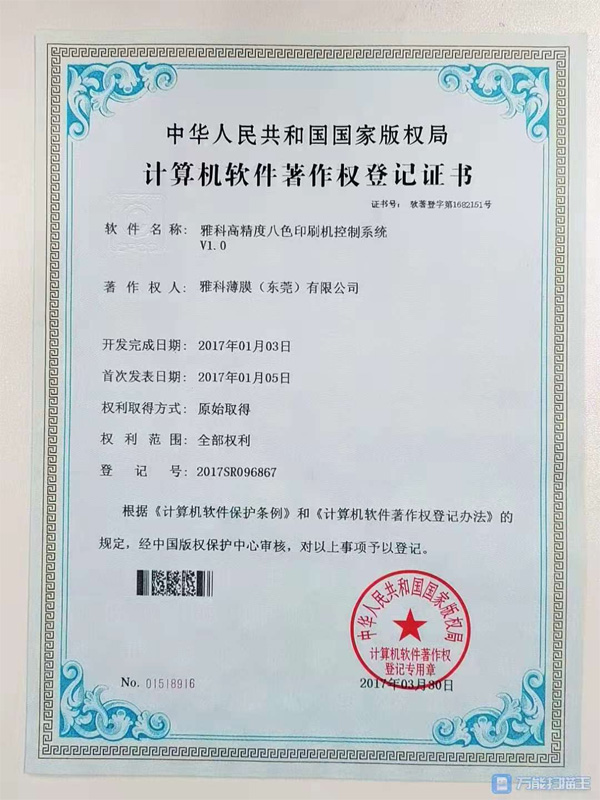 中华人民共和国国家版权局
计算机软件著作权登记证书
证书号： 软著登字第1682151号
软件名称： 雅科高精度八色印刷机控制系统
V1.0
著作权人： 雅科薄膜（东莞）有限公司
开发完成日期： 2017年01月03日
首次发表日期： 2017年01月05日
权利取得方式： 原始取得
权利范围： 全部权利
登记号： 2017SR096867
根据《计算机软件保护条例》和《计算机软件著作权登记办法》的
规定，经中国版权保护中心审核，对以上事项予以登记。
中华人民共和国国家版权局
计算机软件著作权
登记专用章
No. 01518916
2017年03月30日
万能扫描王